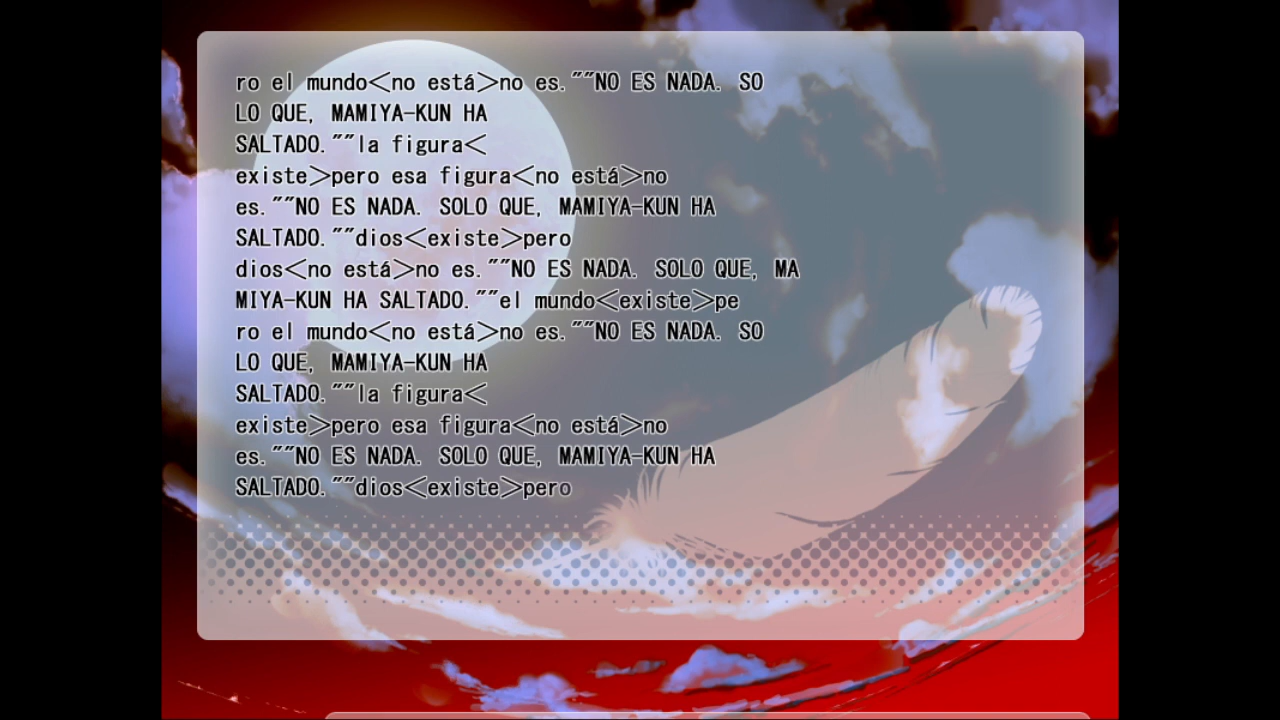 ro el mundo<no está>no es.""NO ES NADA. SO
LO QUE, MAMIYA-KUN HA
SALTADO.""la figura<
existe>pero esa figura<no está>no
es.""NO ES NADA. SOLO QUE, MAMIYA-KUN HA
SALTADO.""dios<existe>pero
dios<no está>no es.""NO ES NADA. SOLO QUE, MA
MIYA-KUN HA SALTADO.""el mundo<existe>pe
ro el mundo<no está>no es.""NO ES NADA. SO
LO QUE, MAMIYA-KUN HA
SALTADO.""la figura<
existe>pero esa figura<no está>no
es.""NO ES NADA. SOLO QUE, MAMIYA-KUN HA
SALTADO.""dios<existe>pero